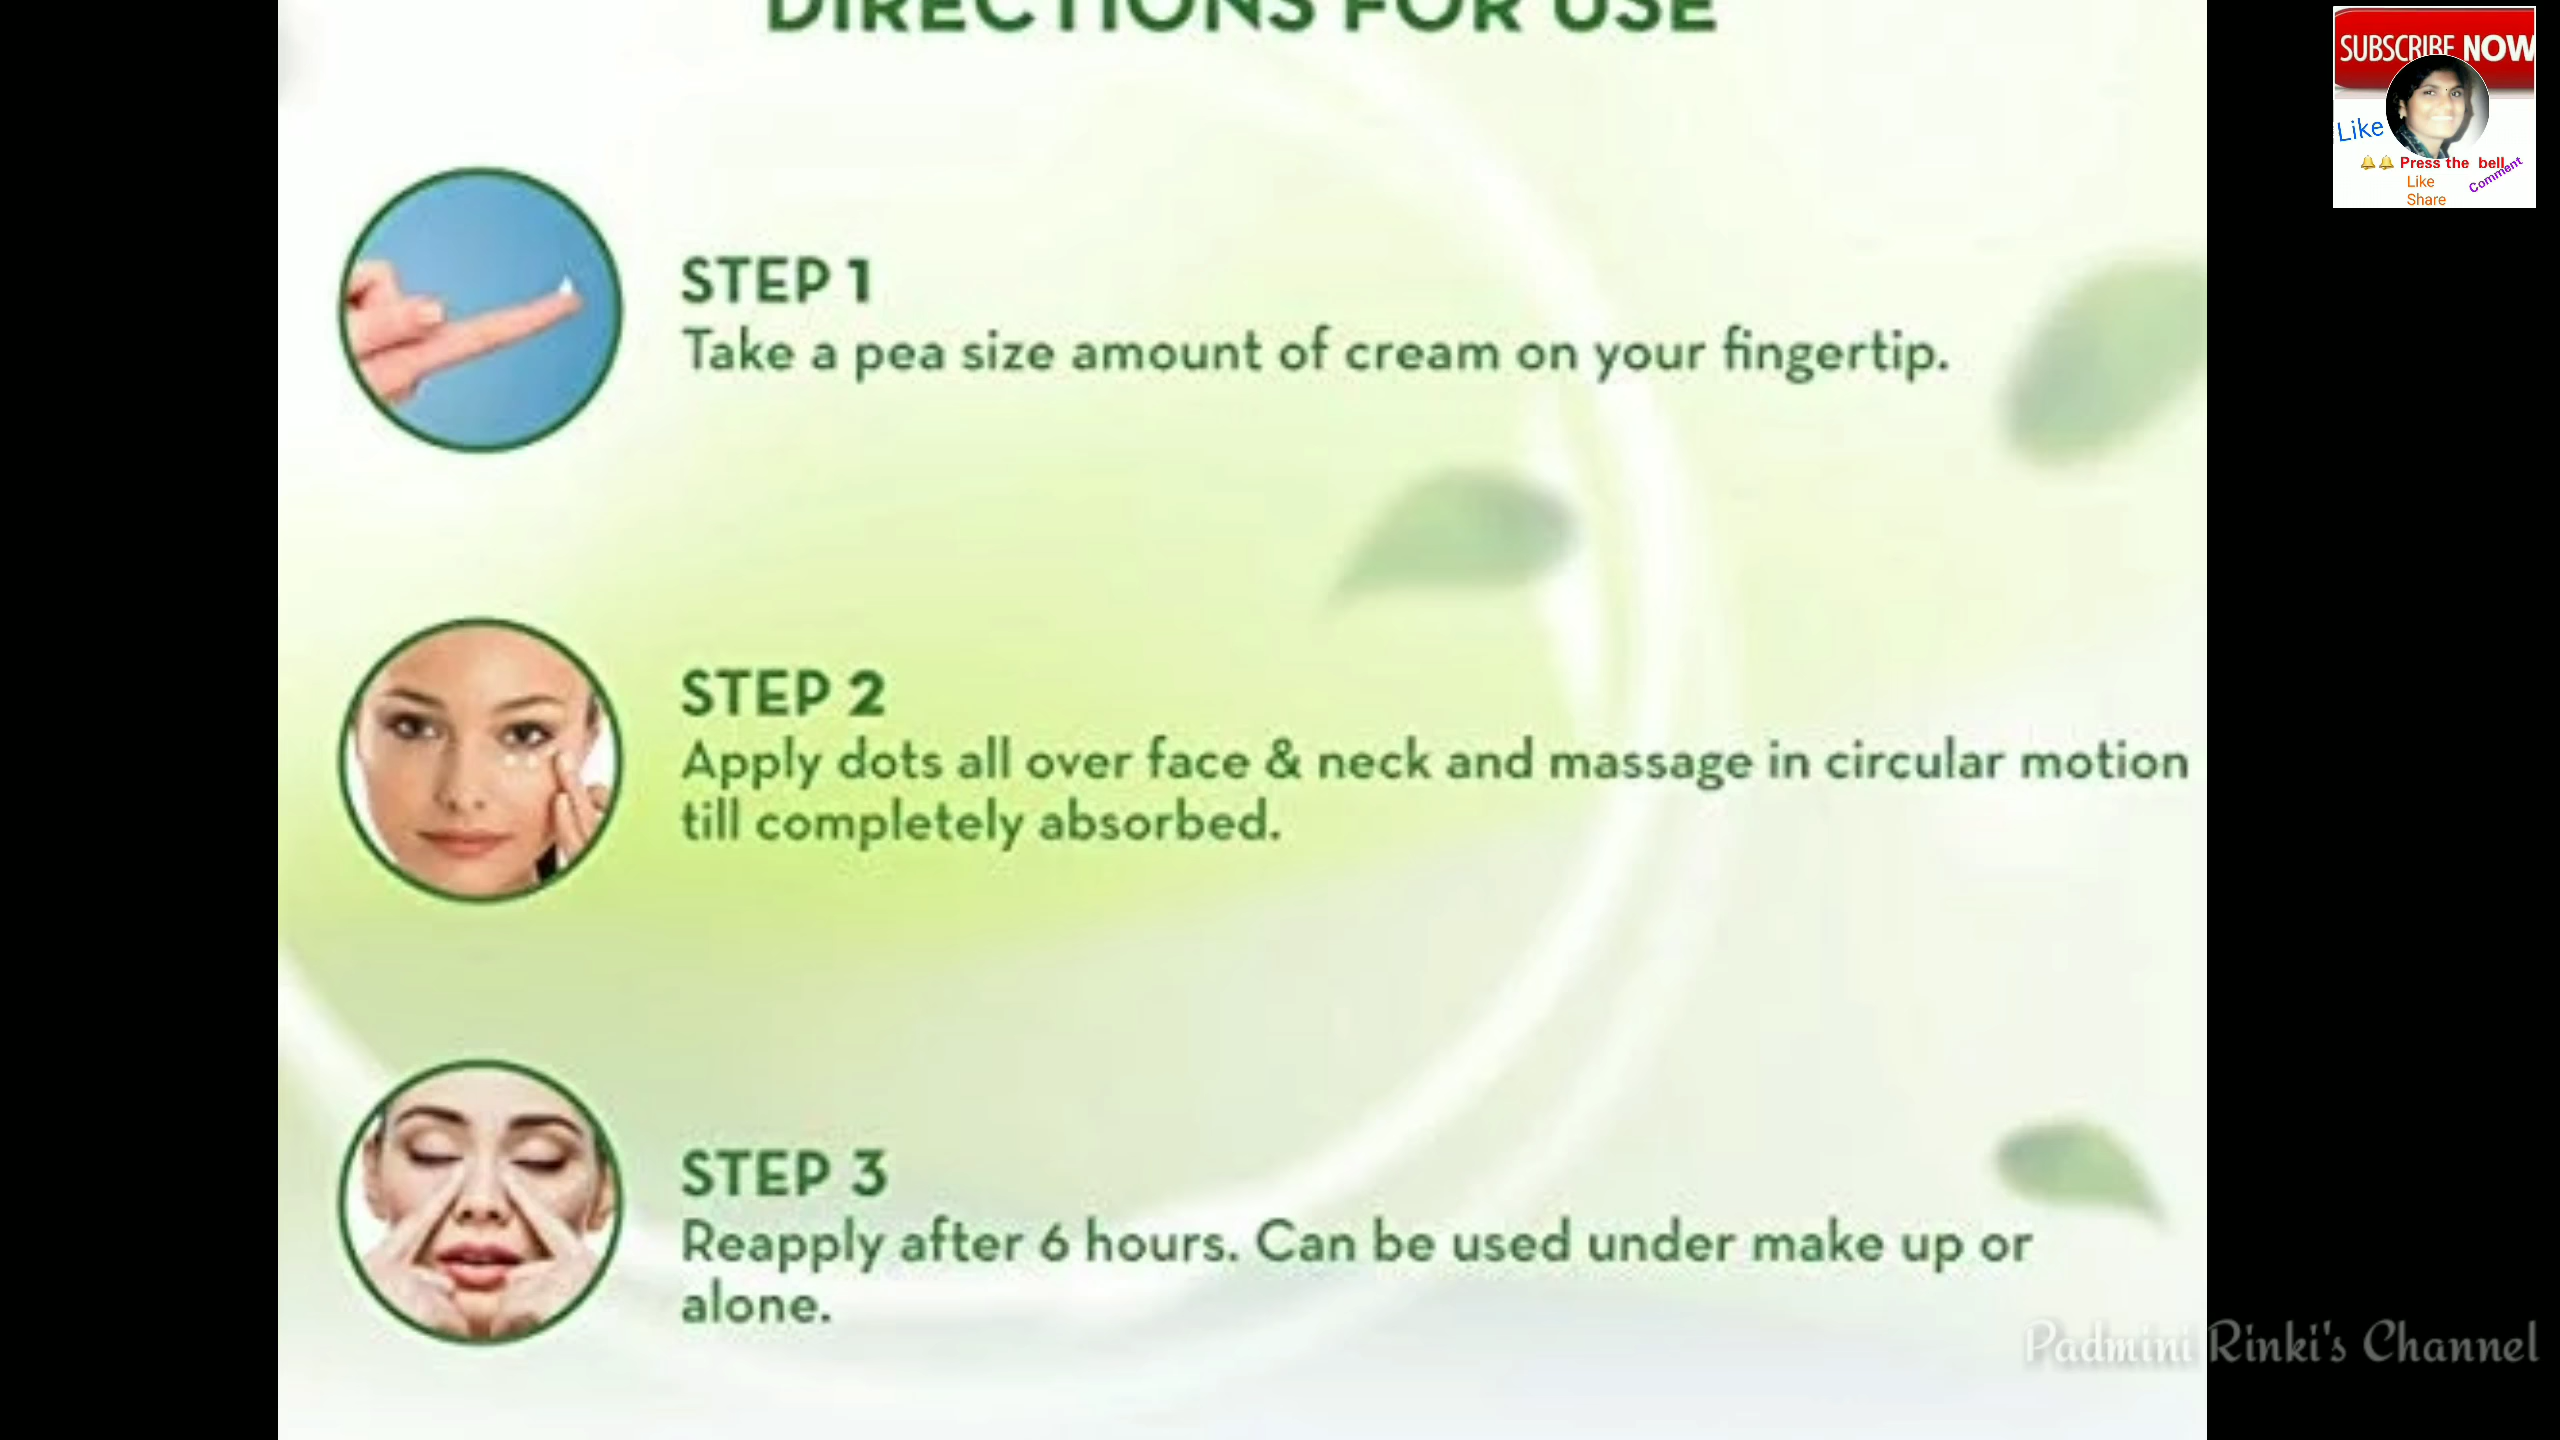 DIRECTIONS FOR USE
SUBSCRIBE NOW
Like
🔔🔔 Press the bell
Comment
Like
Share
STEP 1
Take a pea size amount of cream on your fingertip.
STEP 2
Apply dots all over face & neck and massage in circular motion
till completely absorbed.
STEP 3
Reapply after 6 hours. Can be used under make up or
alone.
Padmini Rinki's Channel